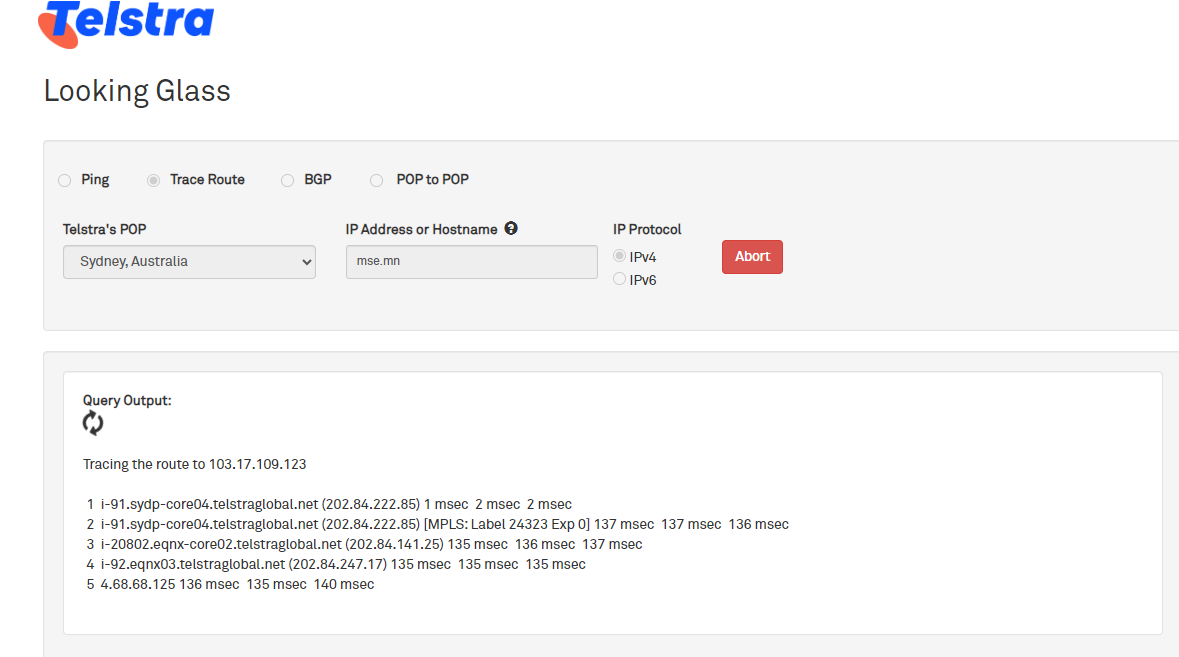 Telstra
Looking Glass
Ping Trace Route BGP POP to POP
Telstra's POP IP Address or Hostname ? IP Protocol
Sydney, Australia mse.mn IPv4 Abort
IPv6
Query Output:
Tracing the route to 103.17.109.123
1 i-91.sydp-core04.telstraglobal.net (202.84.222.85) 1 msec 2 msec 2 msec
2 i-91.sydp-core04.telstraglobal.net (202.84.222.85) [MPLS: Label 24323 Exp 0] 137 msec 137 msec 136 msec
3 i-20802.eqnx-core02.telstraglobal.net (202.84.141.25) 135 msec 136 msec 137 msec
4 i-92.eqnx03.telstraglobal.net (202.84.247.17) 135 msec 135 msec 135 msec
5 4.68.68.125 136 msec 135 msec 140 msec